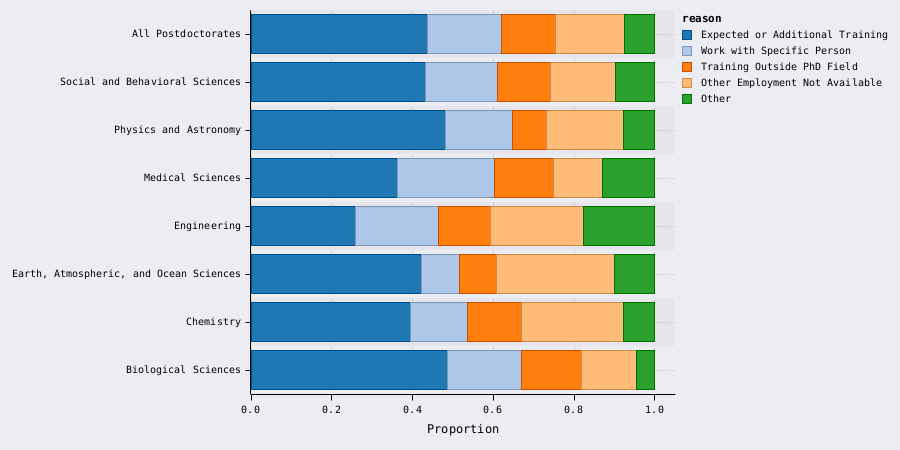 All Postdoctorates
Social and Behavioral Sciences
Physics and Astronomy
Medical Sciences
Engineering
Earth, Atmospheric, and Ocean Sciences
Chemistry
Biological Sciences
0.0 0.2 0.4 0.6 0.8 1.0
Proportion
reason
Expected or Additional Training
Work with Specific Person
Training Outside PhD Field
Other Employment Not Available
Other